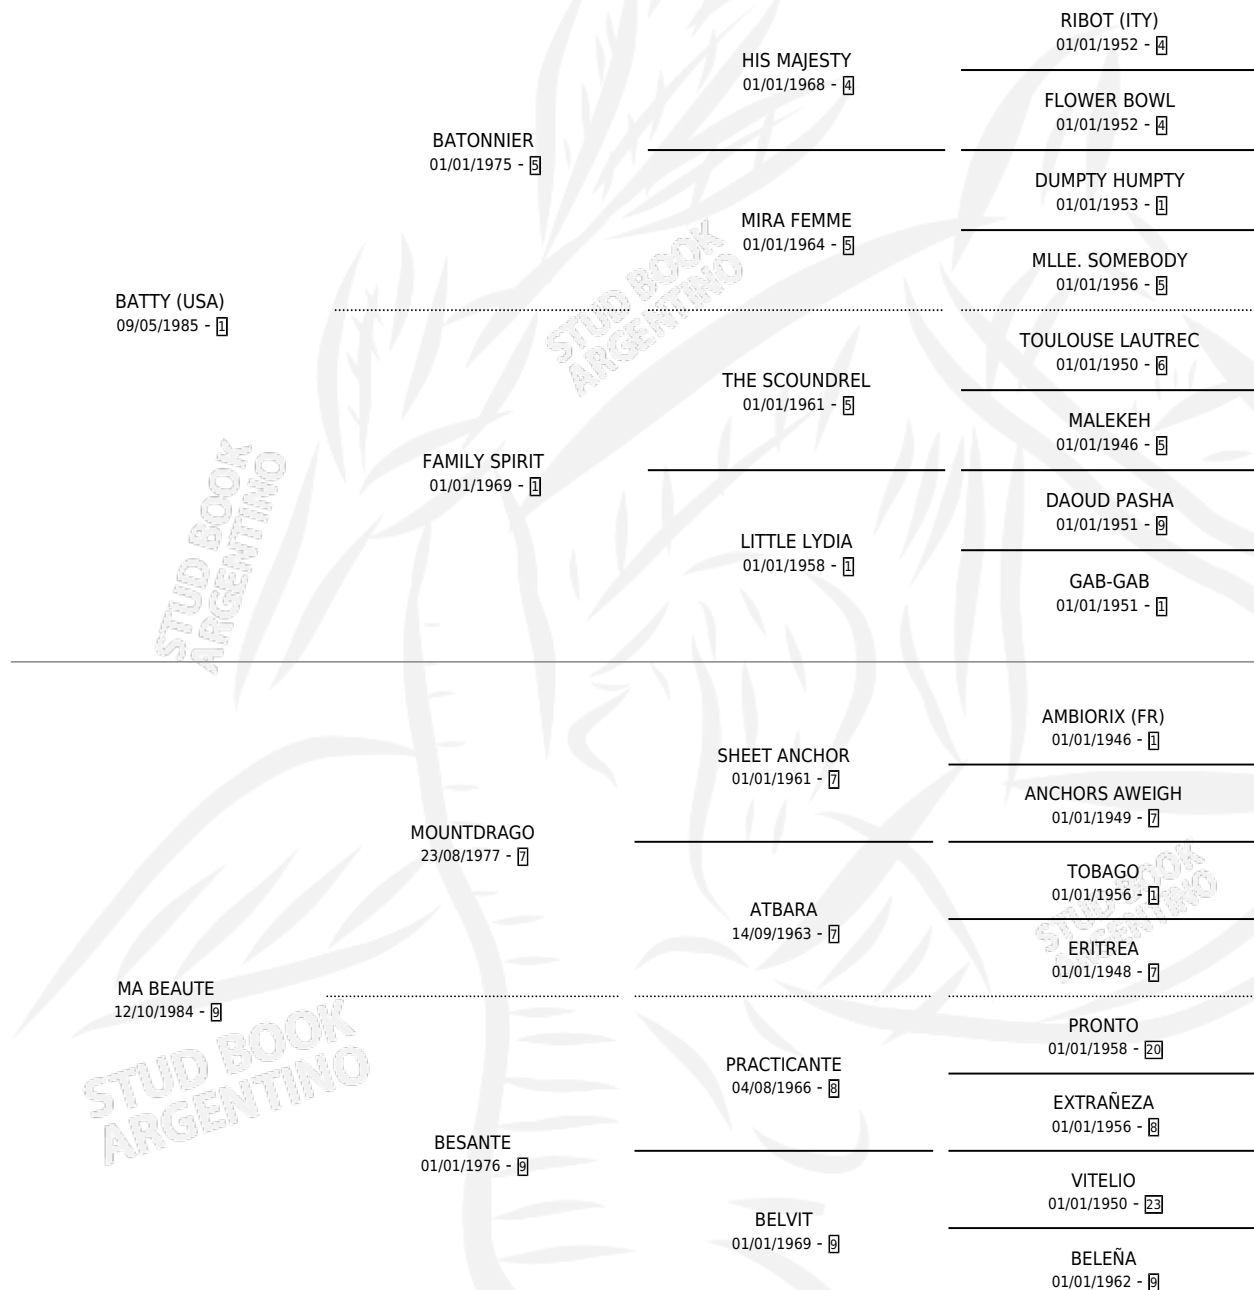 RIBOT (ITY)
01/01/1952 - 4
HIS MAJESTY
01/01/1968 - 4
FLOWER BOWL
01/01/1952 - 4
BATONNIER
01/01/1975 - 5
DUMPTY HUMPTY
01/01/1953 - 1
MIRA FEMME
01/01/1964 - 5
MLLE. SOMEBODY
01/01/1956 - 5
BATTY (USA)
09/05/1985 - 1
STUD BOOK
ARGENTINO
TOULOUSE LAUTREC
01/01/1950 - 6
THE SCOUNDREL
01/01/1961 - 5
MALEKEH
01/01/1946 - 5
FAMILY SPIRIT
01/01/1969 - 1
DAOUD PASHA
01/01/1951 - 9
LITTLE LYDIA
01/01/1958 - 1
GAB-GAB
01/01/1951 - 1
STUD BOOK
ARGENTINO
AMBIORIX (FR)
01/01/1946 - 1
SHEET ANCHOR
01/01/1961 - 7
ANCHORS AWEIGH
01/01/1949 - 7
MOUNTDRAGO
23/08/1977 - 7
TOBAGO
01/01/1956 - 1
ATBARA
14/09/1963 - 7
STUD BOOK
ARGENTINO
ERITREA
01/01/1948 - 7
MA BEAUTE
12/10/1984 - 9
PRONTO
01/01/1958 - 20
PRACTICANTE
04/08/1966 - 8
STUD BOOK
ARGENTINO
EXTRAÑEZA
01/01/1956 - 8
BESANTE
01/01/1976 - 9
VITELIO
01/01/1950 - 23
BELVIT
01/01/1969 - 9
BELEÑA
01/01/1962 - 9